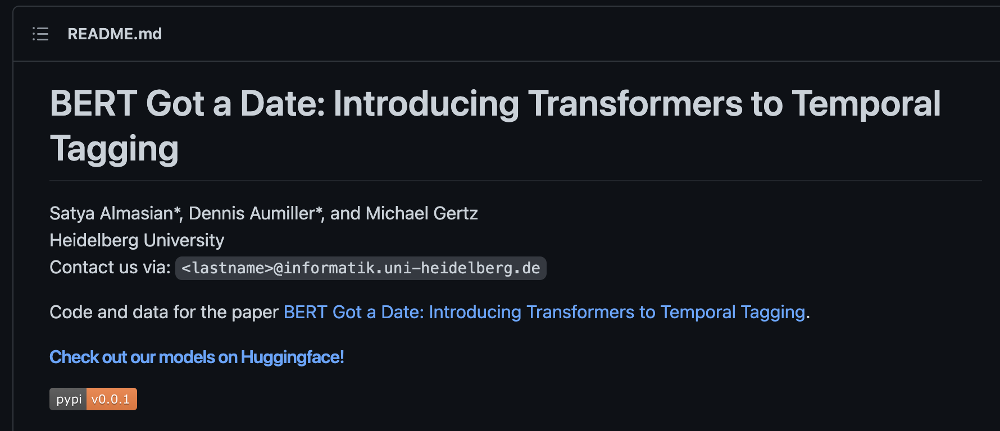 README.md
BERT Got a Date: Introducing Transformers to Temporal
Tagging
Satya Almasian*, Dennis Aumiller*, and Michael Gertz
Heidelberg University
Contact us via: <lastname>@informatik.uni-heidelberg.de
Code and data for the paper BERT Got a Date: Introducing Transformers to Temporal Tagging.
Check out our models on Huggingface!
pypi v0.0.1